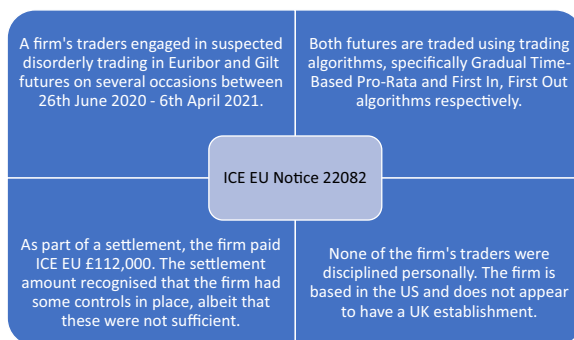 A firm's traders engaged in suspected
disorderly trading in Euribor and Gilt
futures on several occasions between
26th June 2020 - 6th April 2021.
Both futures are traded using trading
algorithms, specifically Gradual Time-
Based Pro-Rata and First In, First Out
algorithms respectively.
ICE EU Notice 22082
As part of a settlement, the firm paid
ICE EU £112,000. The settlement
amount recognised that the firm had
some controls in place, albeit that
these were not sufficient.
None of the firm's traders were
disciplined personally. The firm is
based in the US and does not appear
to have a UK establishment.